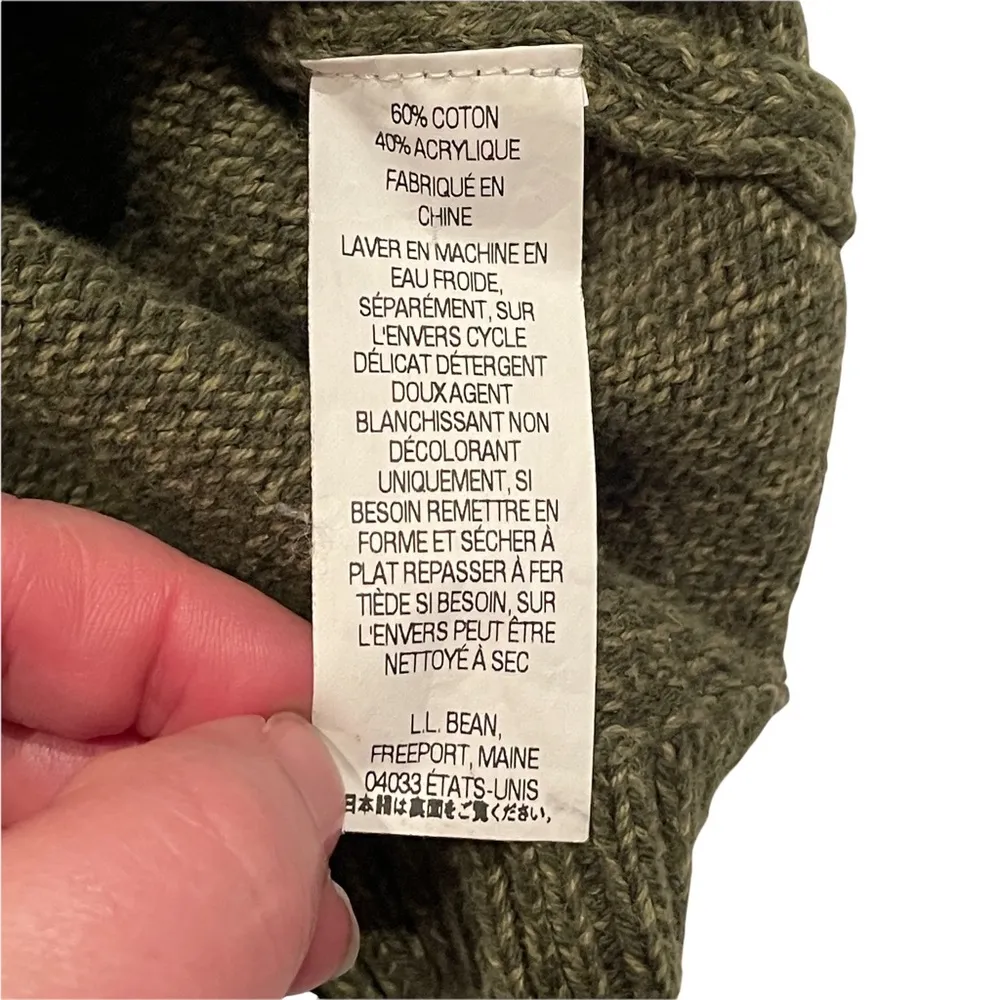 60% COTON
40% ACRYLIQUE
FABRIQUÉ EN
CHINE
LAVER EN MACHINE EN
EAU FROIDE,
SÉPARÉMENT, SUR
L'ENVERS CYCLE
DÉLICAT DÉTERGENT
DOUX AGENT
BLANCHISSANT NON
DÉCOLORANT
UNIQUEMENT, SI
BESOIN REMETTRE EN
FORME ET SÉCHER À
PLAT REPASSER À FER
TIÈDE SI BESOIN, SUR
L'ENVERS PEUT ÊTRE
NETTOYÉ À SEC
L.L. BEAN,
FREEPORT, MAINE
04033 ÉTATS-UNIS
日本語は裏面をご覧ください。